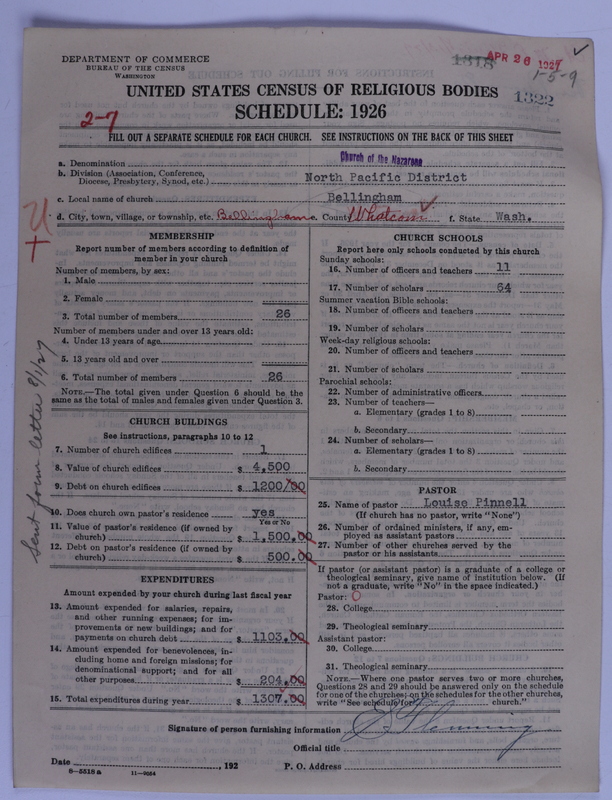 DEPARTMENT OF COMMERCE
BUREAU OF THE CENSUS
WASHINGTON
1318 APR 26 1927
1-5-9
UNITED STATES CENSUS OF RELIGIOUS BODIES
1322
SCHEDULE: 1926
2-7
FILL OUT A SEPARATE SCHEDULE FOR EACH CHURCH. SEE INSTRUCTIONS ON THE BACK OF THIS SHEET
a. Denomination Church of the Nazarene
b. Division (Association, Conference, Diocese, Presbytery, Synod, etc.) North Pacific District
c. Local name of church Bellingham
d. City, town, village, or township, etc. Bellingham e. County Whatcom f. State Wash.
MEMBERSHIP
Report number of members according to definition of
member in your church
Number of members, by sex:
1. Male
2. Female
3. Total number of members 26
Number of members under and over 13 years old:
4. Under 13 years of age
5. 13 years old and over
6. Total number of members 26
NOTE.—The total given under Question 6 should be the
same as the total of males and females given under Question 3.
CHURCH BUILDINGS
See instructions, paragraphs 10 to 12
7. Number of church edifices 1
8. Value of church edifices $ 4,500
9. Debt on church edifices $ 1200/00
10. Does church own pastor's residence yes
Yes or No
11. Value of pastor's residence (if owned by
church) $ 1,500.00
12. Debt on pastor's residence (if owned by
church) $ 500.00
EXPENDITURES
Amount expended by your church during last fiscal year
13. Amount expended for salaries, repairs,
and other running expenses; for im-
provements or new buildings; and for
payments on church debt $ 1103.00
14. Amount expended for benevolences, in-
cluding home and foreign missions; for
denominational support; and for all
other purposes $ 204.00
15. Total expenditures during year $ 1307.00
Sent form letter 8/1/27
CHURCH SCHOOLS
Report here only schools conducted by this church
Sunday schools:
16. Number of officers and teachers 11
17. Number of scholars 64
Summer vacation Bible schools:
18. Number of officers and teachers
19. Number of scholars
Week-day religious schools:
20. Number of officers and teachers
21. Number of scholars
Parochial schools:
22. Number of administrative officers
23. Number of teachers—
a. Elementary (grades 1 to 8)
b. Secondary
24. Number of scholars—
a. Elementary (grades 1 to 8)
b. Secondary
PASTOR
25. Name of pastor Louise Pinnell
(If church has no pastor, write "None")
26. Number of ordained ministers, if any, em-
ployed as assistant pastors
27. Number of other churches served by the
pastor or his assistants
If pastor (or assistant pastor) is a graduate of a college or
theological seminary, give name of institution below. (If
not a graduate, write "No" in the space indicated.)
Pastor: 0
28. College
29. Theological seminary
Assistant pastor:
30. College
31. Theological seminary
NOTE.—Where one pastor serves two or more churches,
Questions 28 and 29 should be answered only on the schedule
for one of the churches; on the schedules for the other churches,
write "See schedule for church."
Signature of person furnishing information Fleming
Official title
Date , 192 P. O. Address
8—5518 a 11—9054